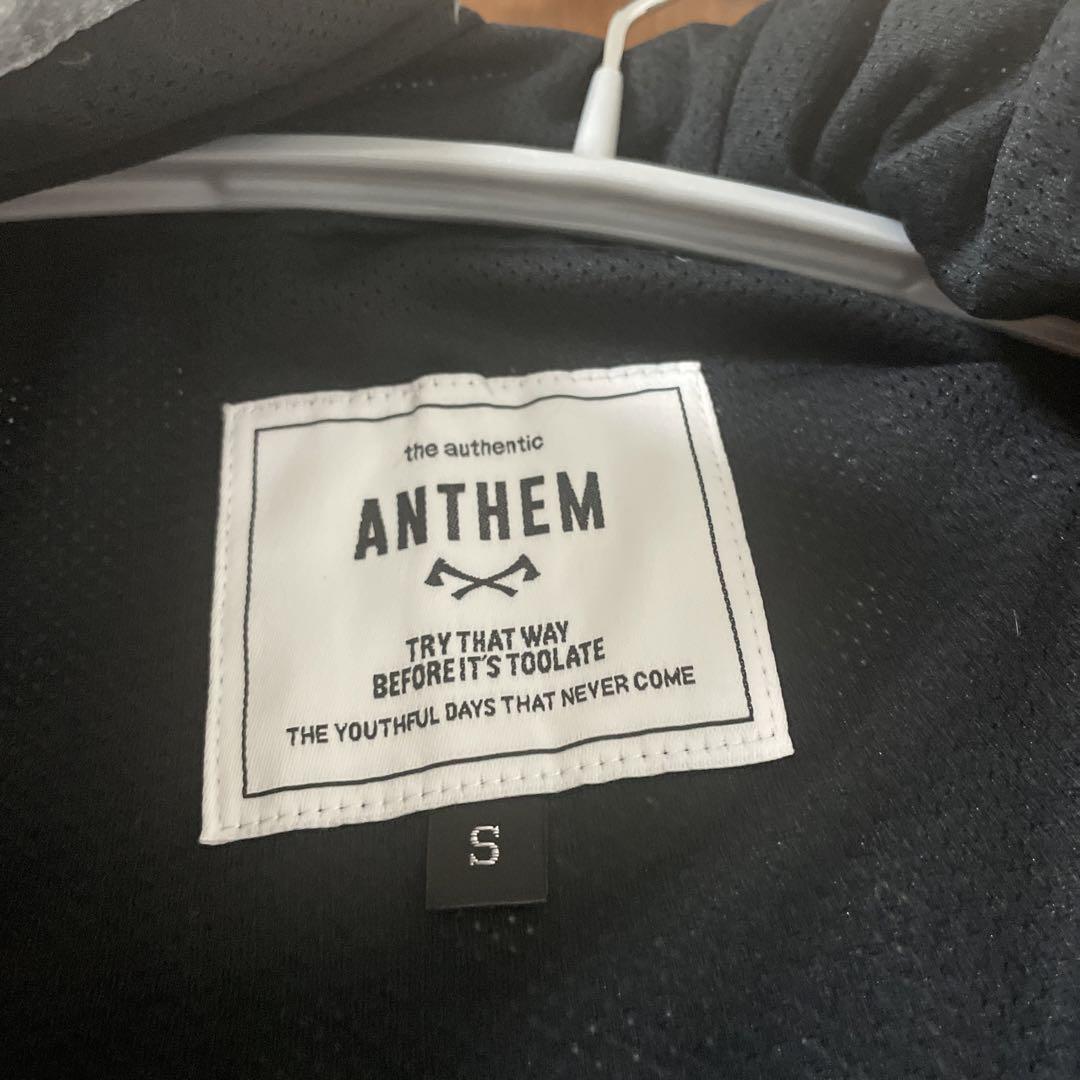 the authentic
ANTHEM
TRY THAT WAY
BEFORE IT'S TOOLATE
THE YOUTHFUL DAYS THAT NEVER COME
S